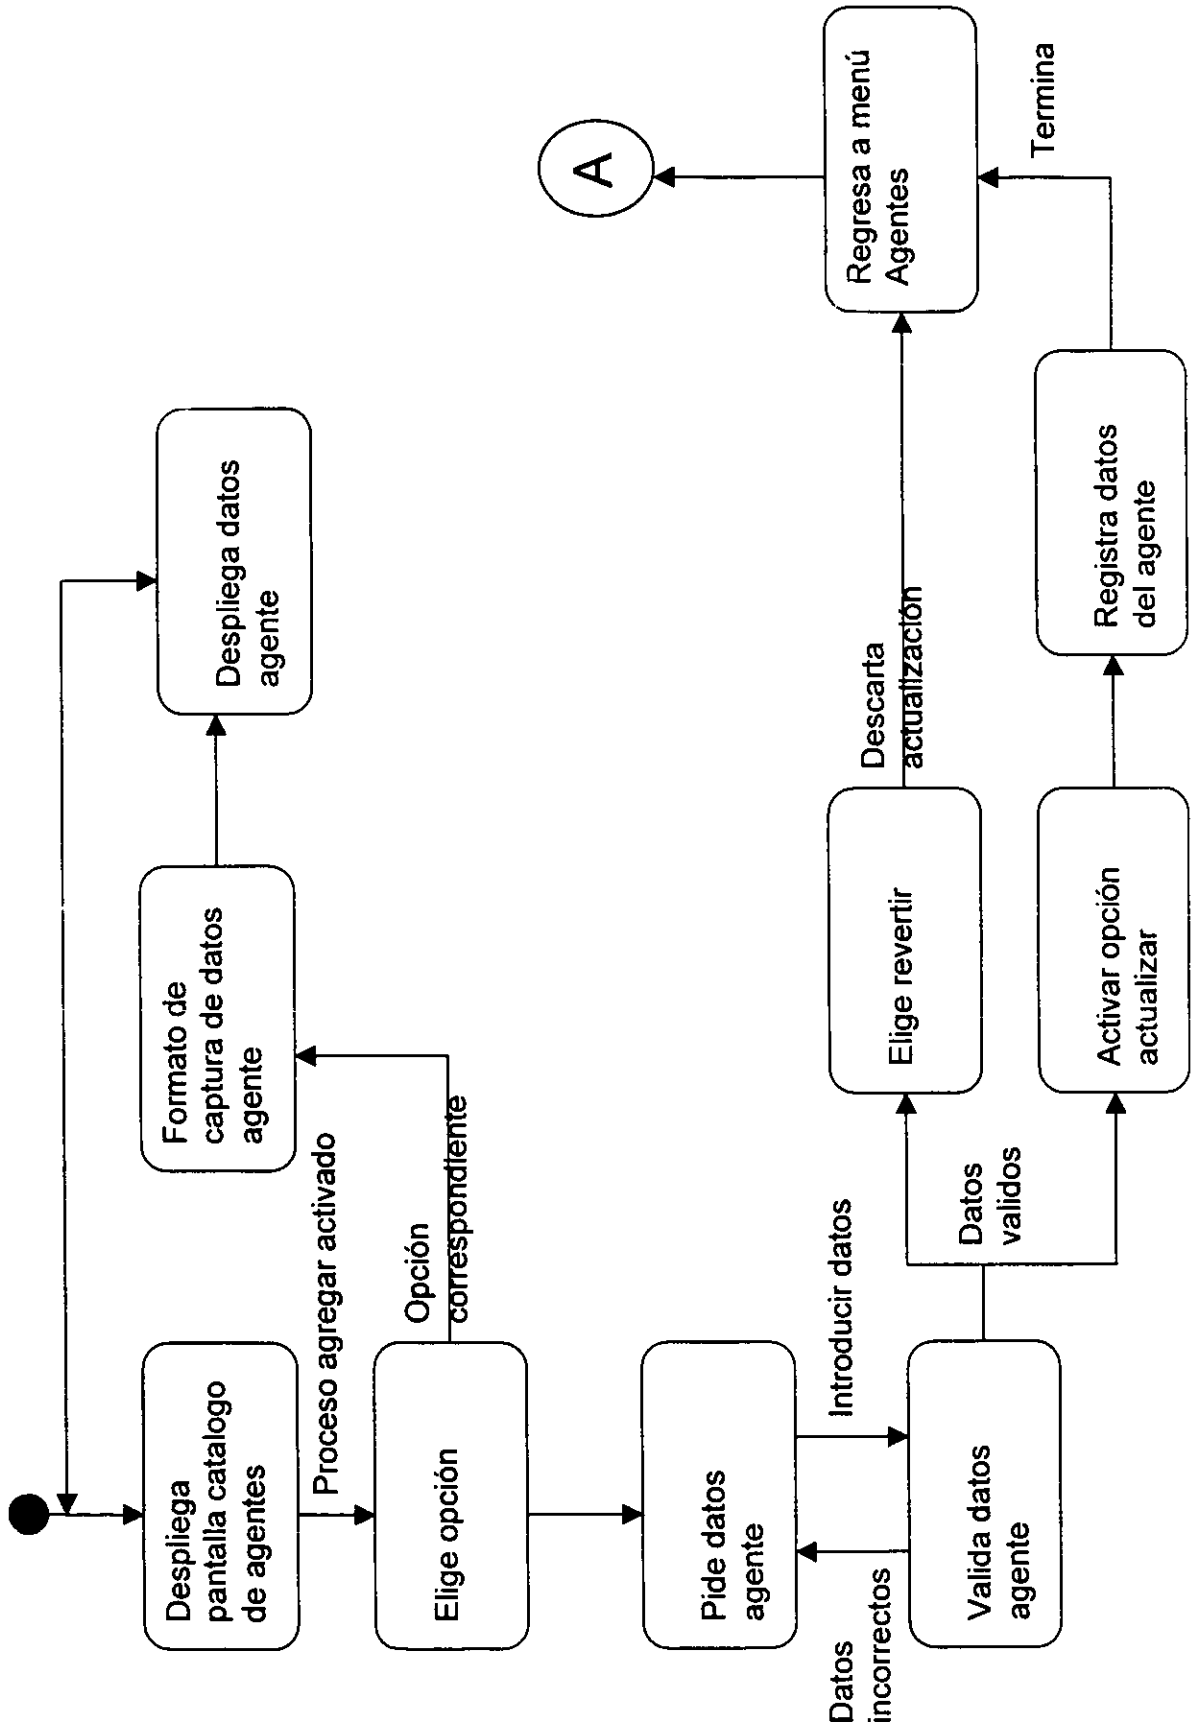 Despliega
pantalla catalogo
de agentes
Proceso agregar activado
Elige opción
Opción
correspondiente
Formato de
captura de datos
agente
Despliega datos
agente
Pide datos
agente
Introducir datos
Datos
incorrectos
Valida datos
agente
Datos
validos
Elige revertir
Descarta
actualización
Activar opción
actualizar
Registra datos
del agente
Termina
Regresa a menú
Agentes
A